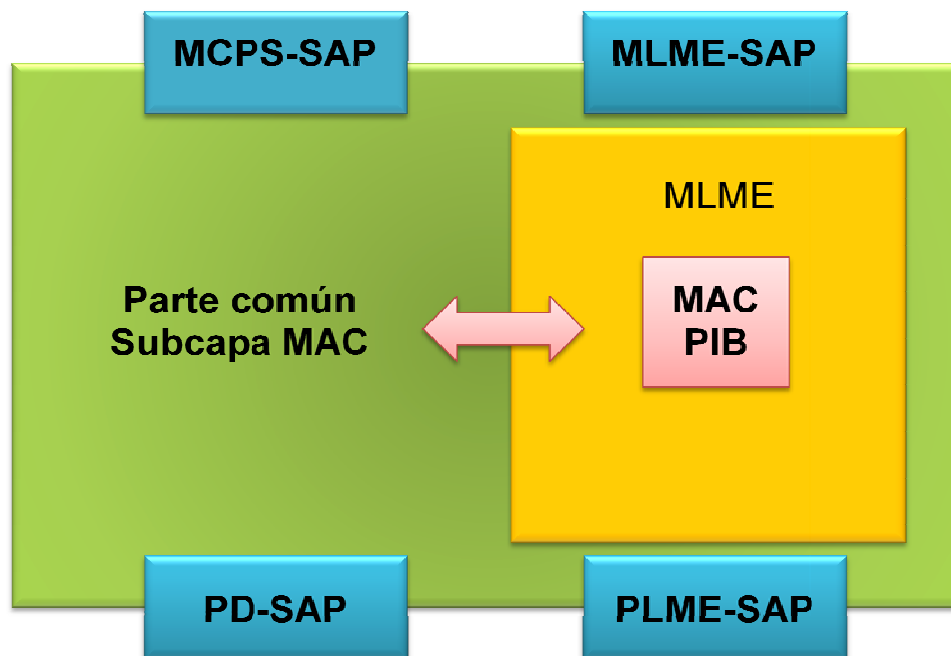 MCPS-SAP
MLME-SAP
MLME
Parte común
Subcapa MAC
MAC
PIB
PD-SAP
PLME-SAP